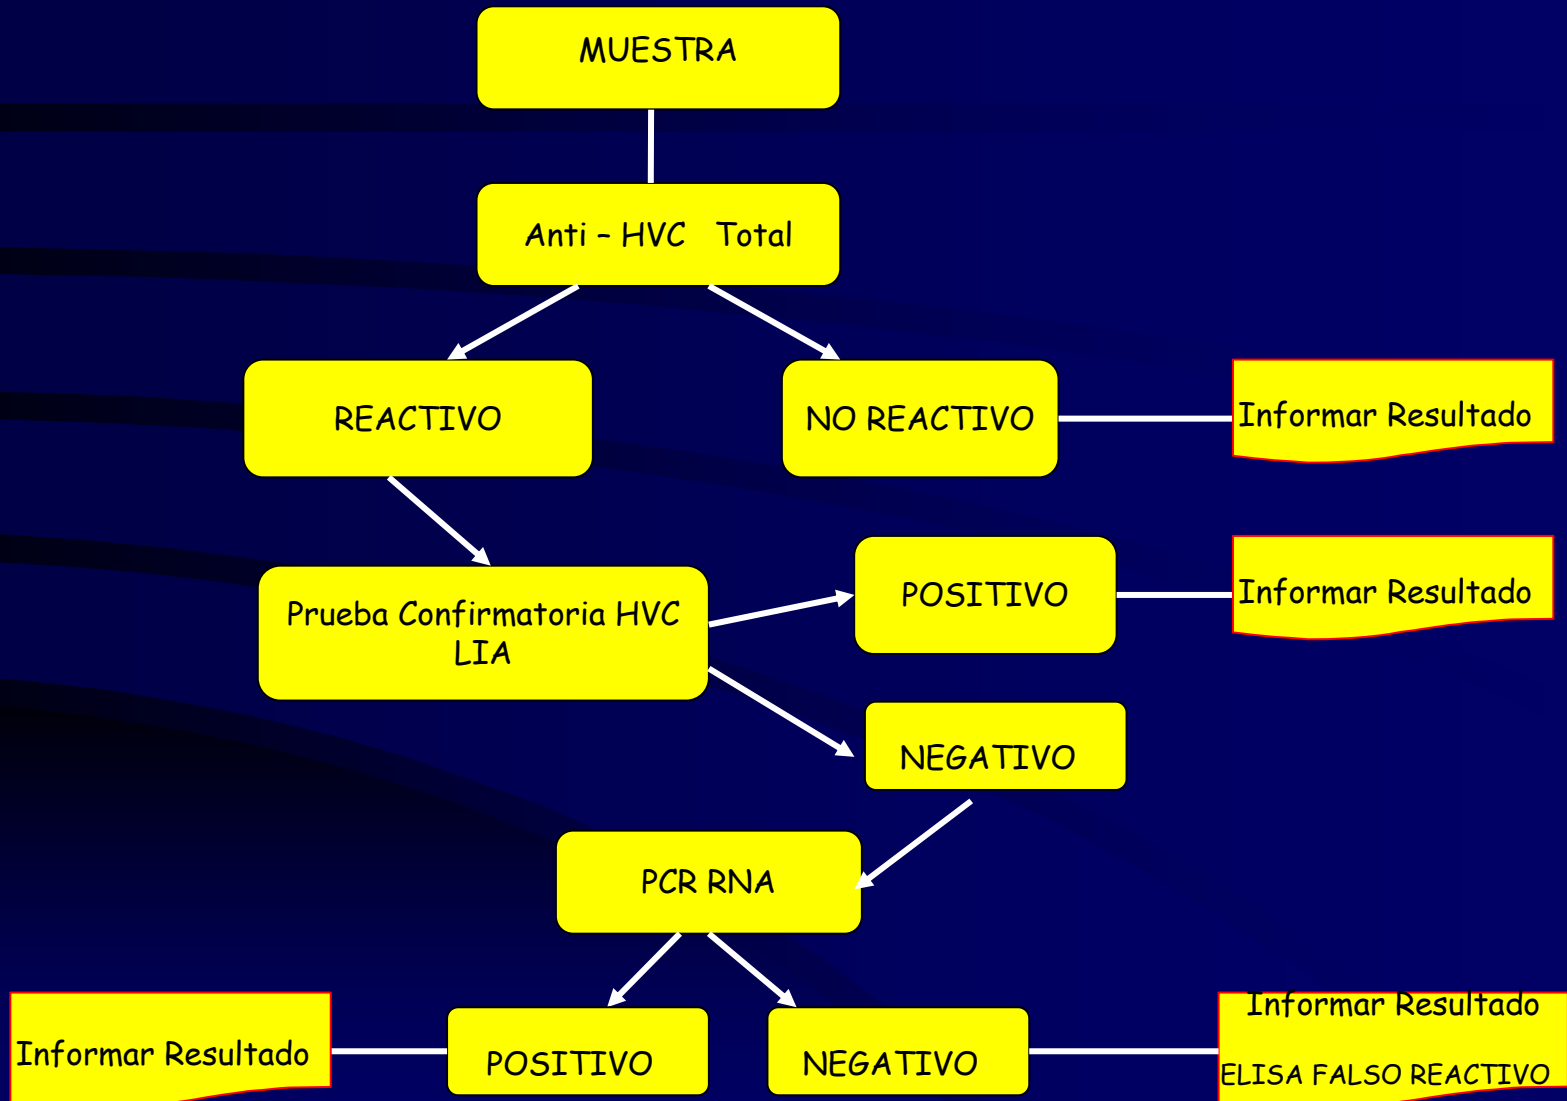 MUESTRA
Anti – HVC Total
REACTIVO
NO REACTIVO
Informar Resultado
Prueba Confirmatoria HVC
LIA
POSITIVO
Informar Resultado
NEGATIVO
PCR RNA
Informar Resultado
POSITIVO
NEGATIVO
Informar Resultado
ELISA FALSO REACTIVO